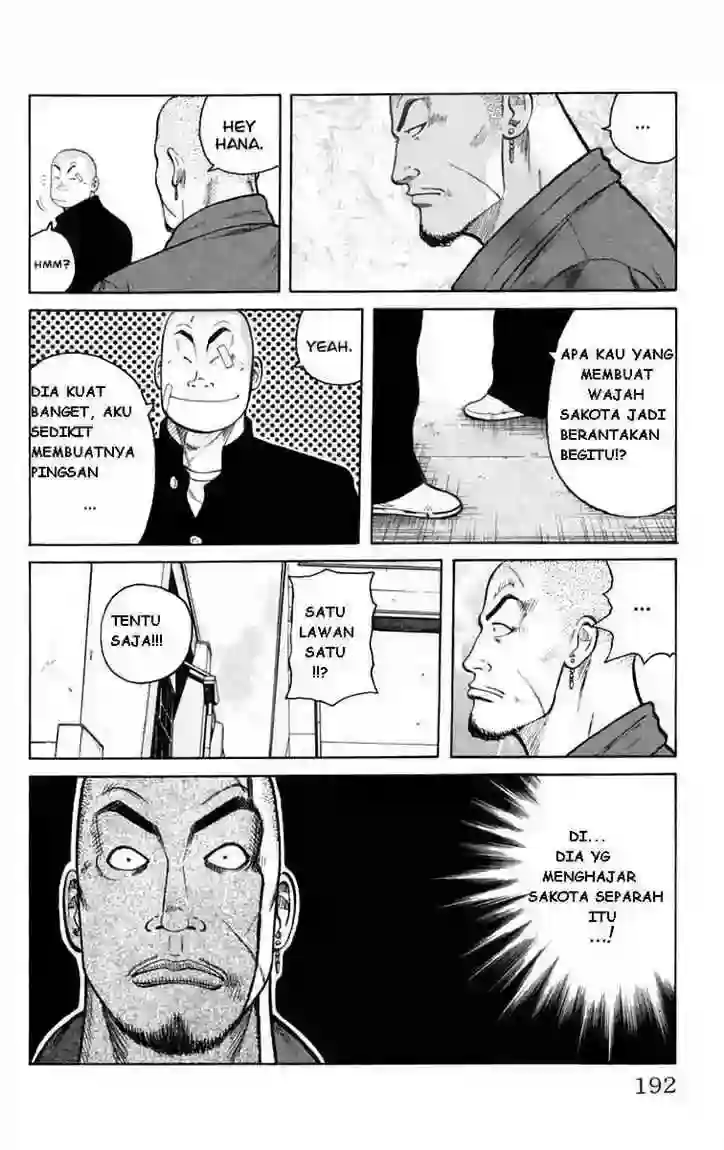 HEY
HANA.
...
HMM?
YEAH.
DIA KUAT
BANGET, AKU
SEDIKIT
MEMBUATNYA
PINGSAN
...
APA KAU YANG
MEMBUAT
WAJAH
SAKOTA JADI
BERANTAKAN
BEGITU!?
TENTU
SAJA!!!
SATU
LAWAN
SATU
!!?
...
DI...
DIA YG
MENGHAJAR
SAKOTA SEPARAH
ITU
...!
192